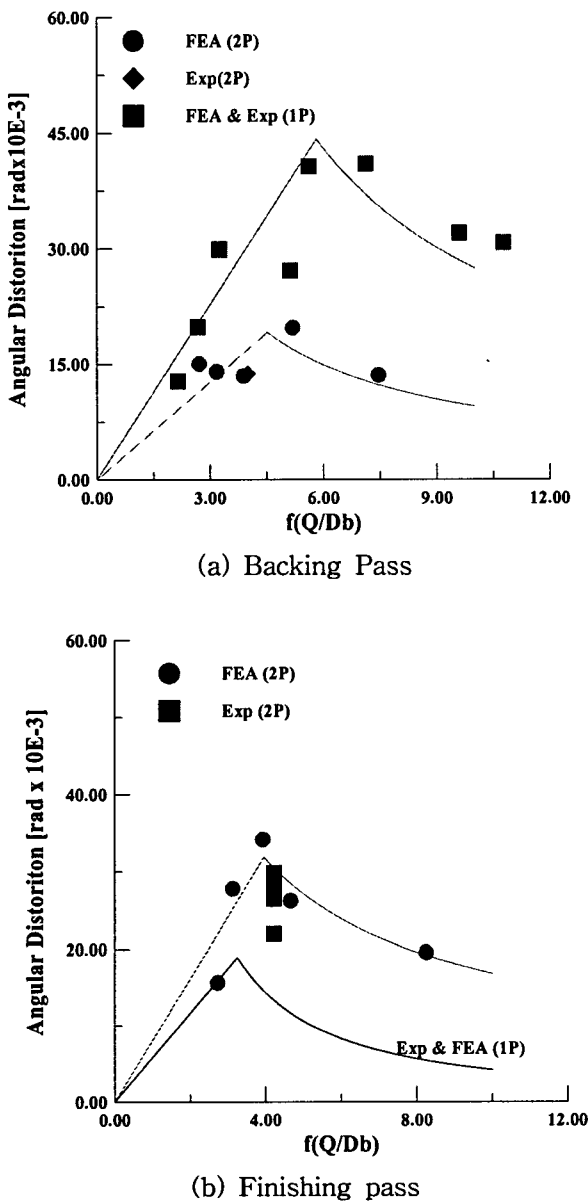 60.00
45.00
30.00
15.00
0.00
Angular Distoriton [radx10E-3]
FEA (2P)
Exp(2P)
FEA & Exp (1P)
0.00 3.00 6.00 9.00 12.00
f(Q/Db)
(a) Backing Pass
60.00
40.00
20.00
0.00
Angular Distoriton [rad x 10E-3]
FEA (2P)
Exp (2P)
Exp & FEA (1P)
0.00 4.00 8.00 12.00
f(Q/Db)
(b) Finishing pass